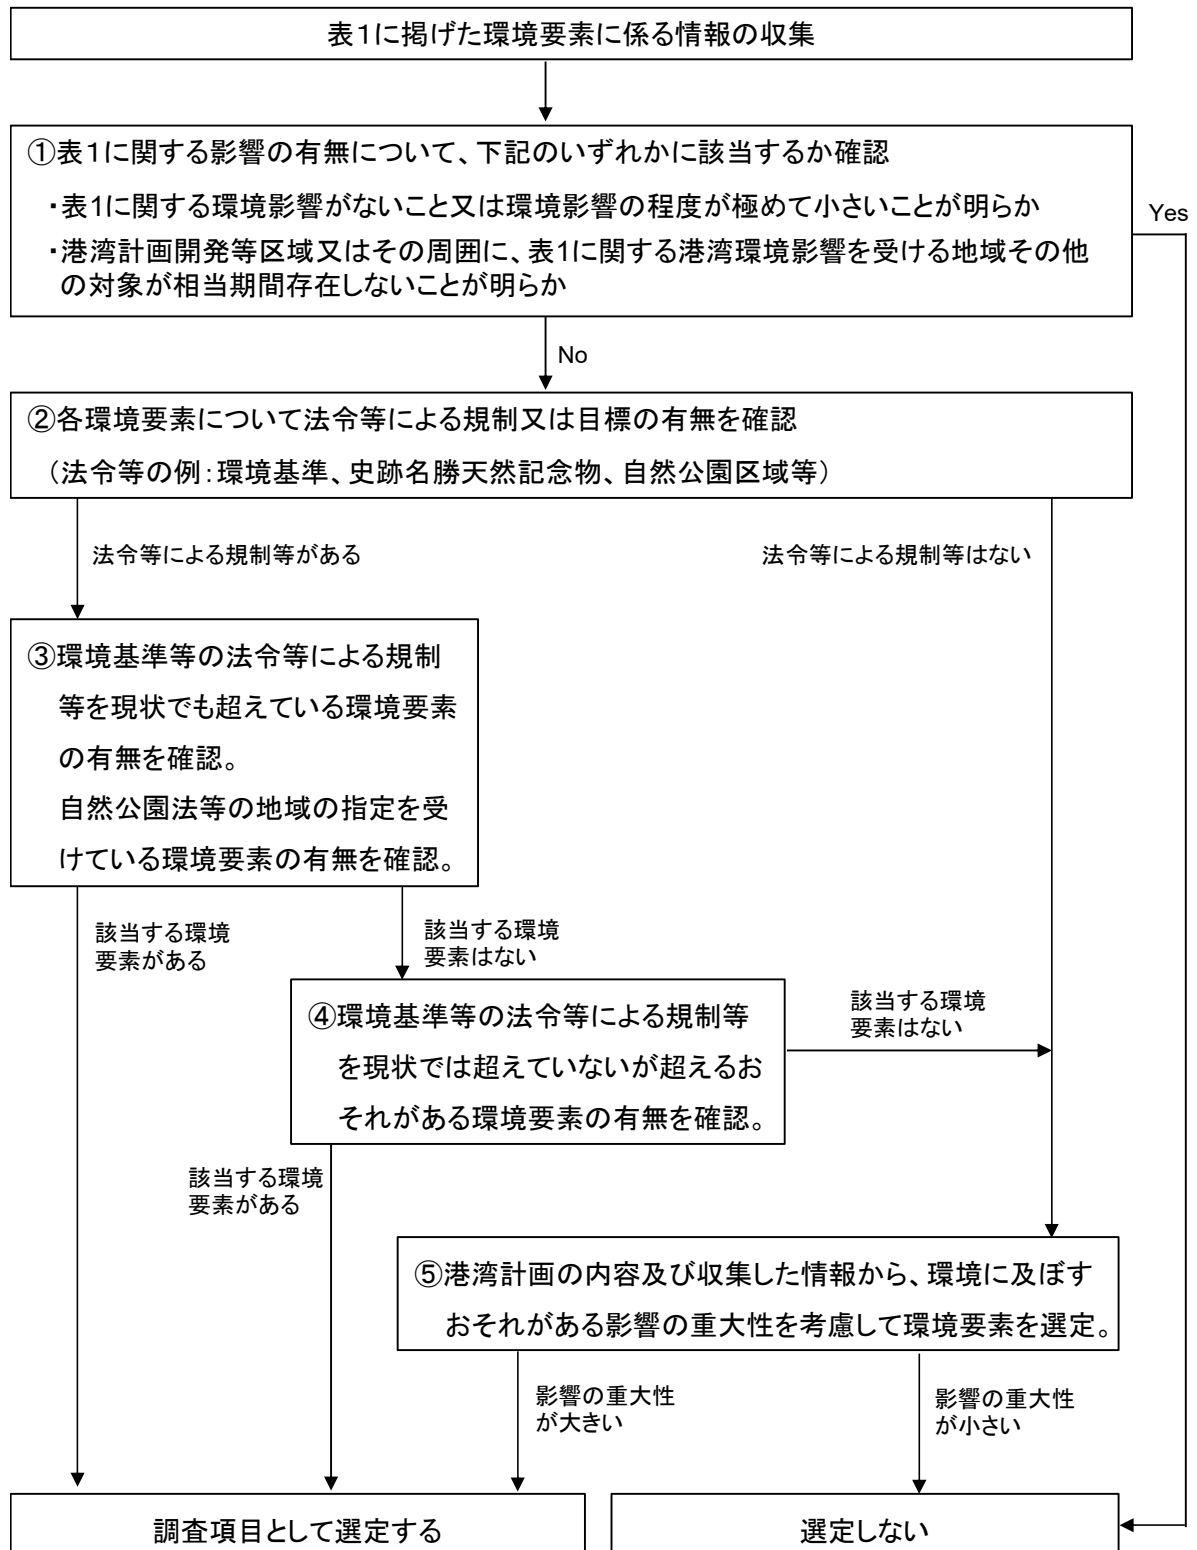 表1に掲げた環境要素に係る情報の収集
①表1に関する影響の有無について、下記のいずれかに該当するか確認
・表1に関する環境影響がないこと又は環境影響の程度が極めて小さいことが明らか
・港湾計画開発等区域又はその周囲に、表1に関する港湾環境影響を受ける地域その他
の対象が相当期間存在しないことが明らか
Yes
No
②各環境要素について法令等による規制又は目標の有無を確認
(法令等の例:環境基準、史跡名勝天然記念物、自然公園区域等)
法令等による規制等がある
法令等による規制等はない
③環境基準等の法令等による規制
等を現状でも超えている環境要素
の有無を確認。
自然公園法等の地域の指定を受
けている環境要素の有無を確認。
該当する環境
要素がある
該当する環境
要素はない
④環境基準等の法令等による規制等
を現状では超えていないが超えるお
それがある環境要素の有無を確認。
該当する環境
要素はない
該当する環境
要素がある
⑤港湾計画の内容及び収集した情報から、環境に及ぼす
おそれがある影響の重大性を考慮して環境要素を選定。
影響の重大性
が大きい
影響の重大性
が小さい
調査項目として選定する
選定しない